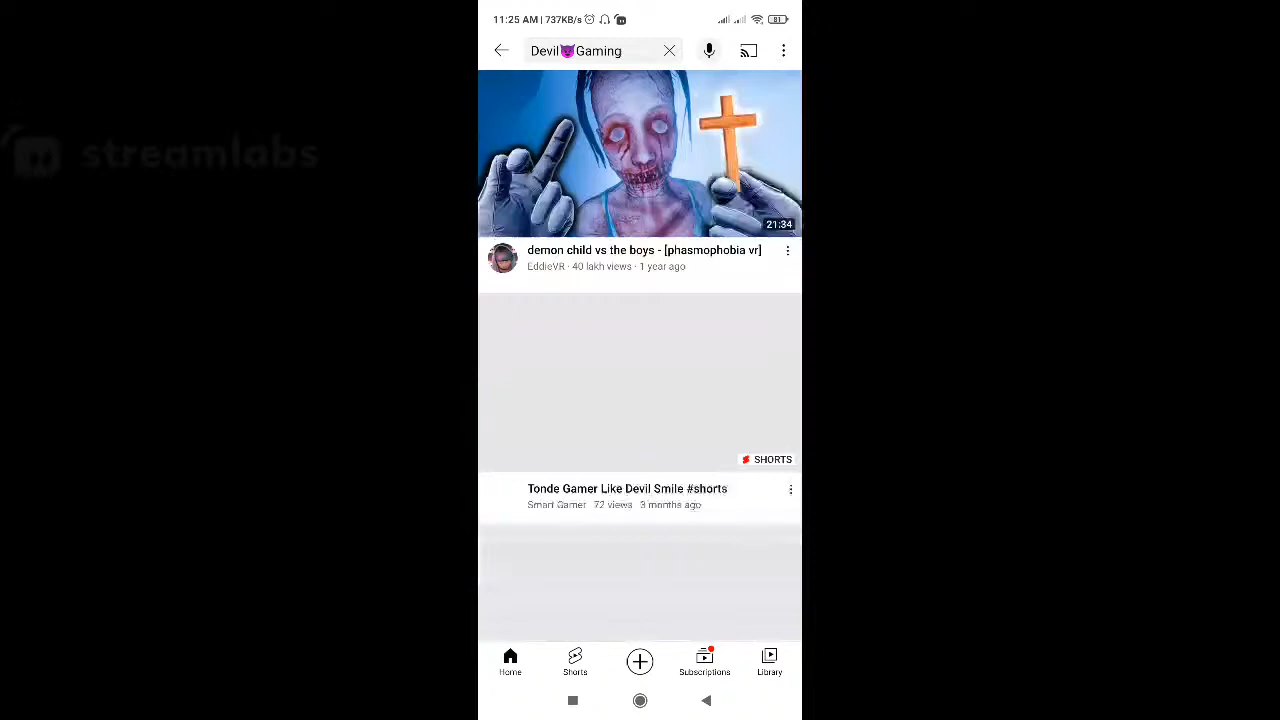 11:25 AM | 737KB/s
81
streamlabs
Devil😈Gaming
21:34
demon child vs the boys - [phasmophobia vr]
EddieVR · 40 lakh views · 1 year ago
SHORTS
Tonde Gamer Like Devil Smile #shorts
Smart Gamer 72 views 3 months ago
Home
Shorts
Subscriptions
Library